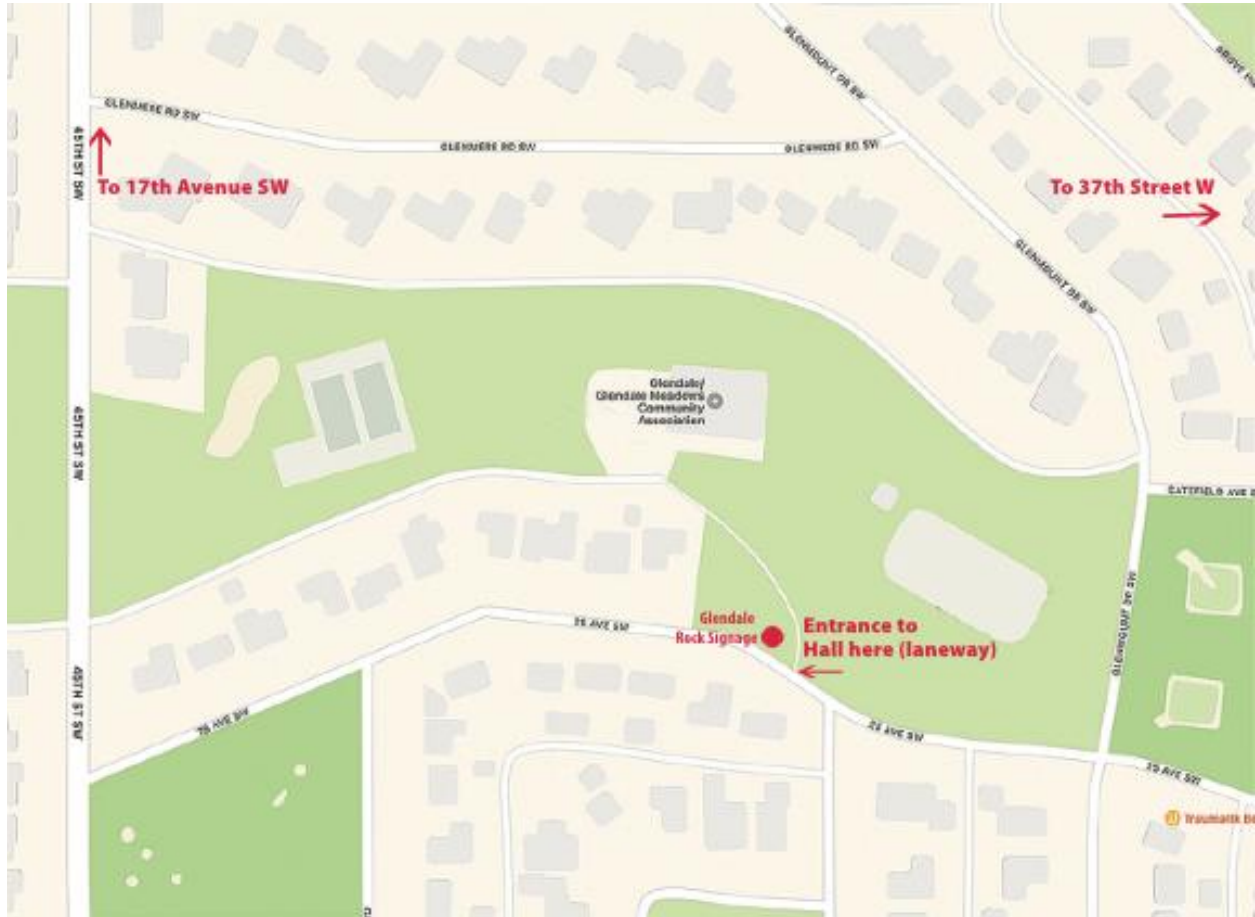 GLENMOUNT DR SW
GLENMERE RD SW
GLENMERE RD SW
GLENMERE RD SW
45TH ST SW
To 17th Avenue SW
To 37th Street W
GLENMOUNT DR SW
Glendale/
Glendale Meadows
Community
Association
45TH ST SW
GLENMOUNT DR SW
26 AVE SW
Glendale
Rock Signage
Entrance to
Hall here (laneway)
45TH ST SW
26 AVE SW
26 AVE SW